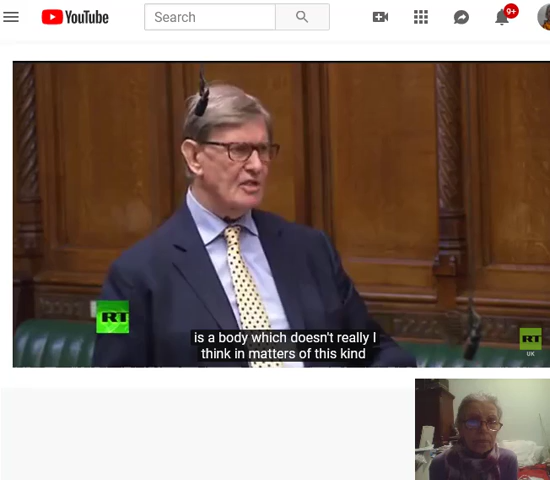 YouTube
Search
9+
RT
is a body which doesn't really I
think in matters of this kind
RT
UK